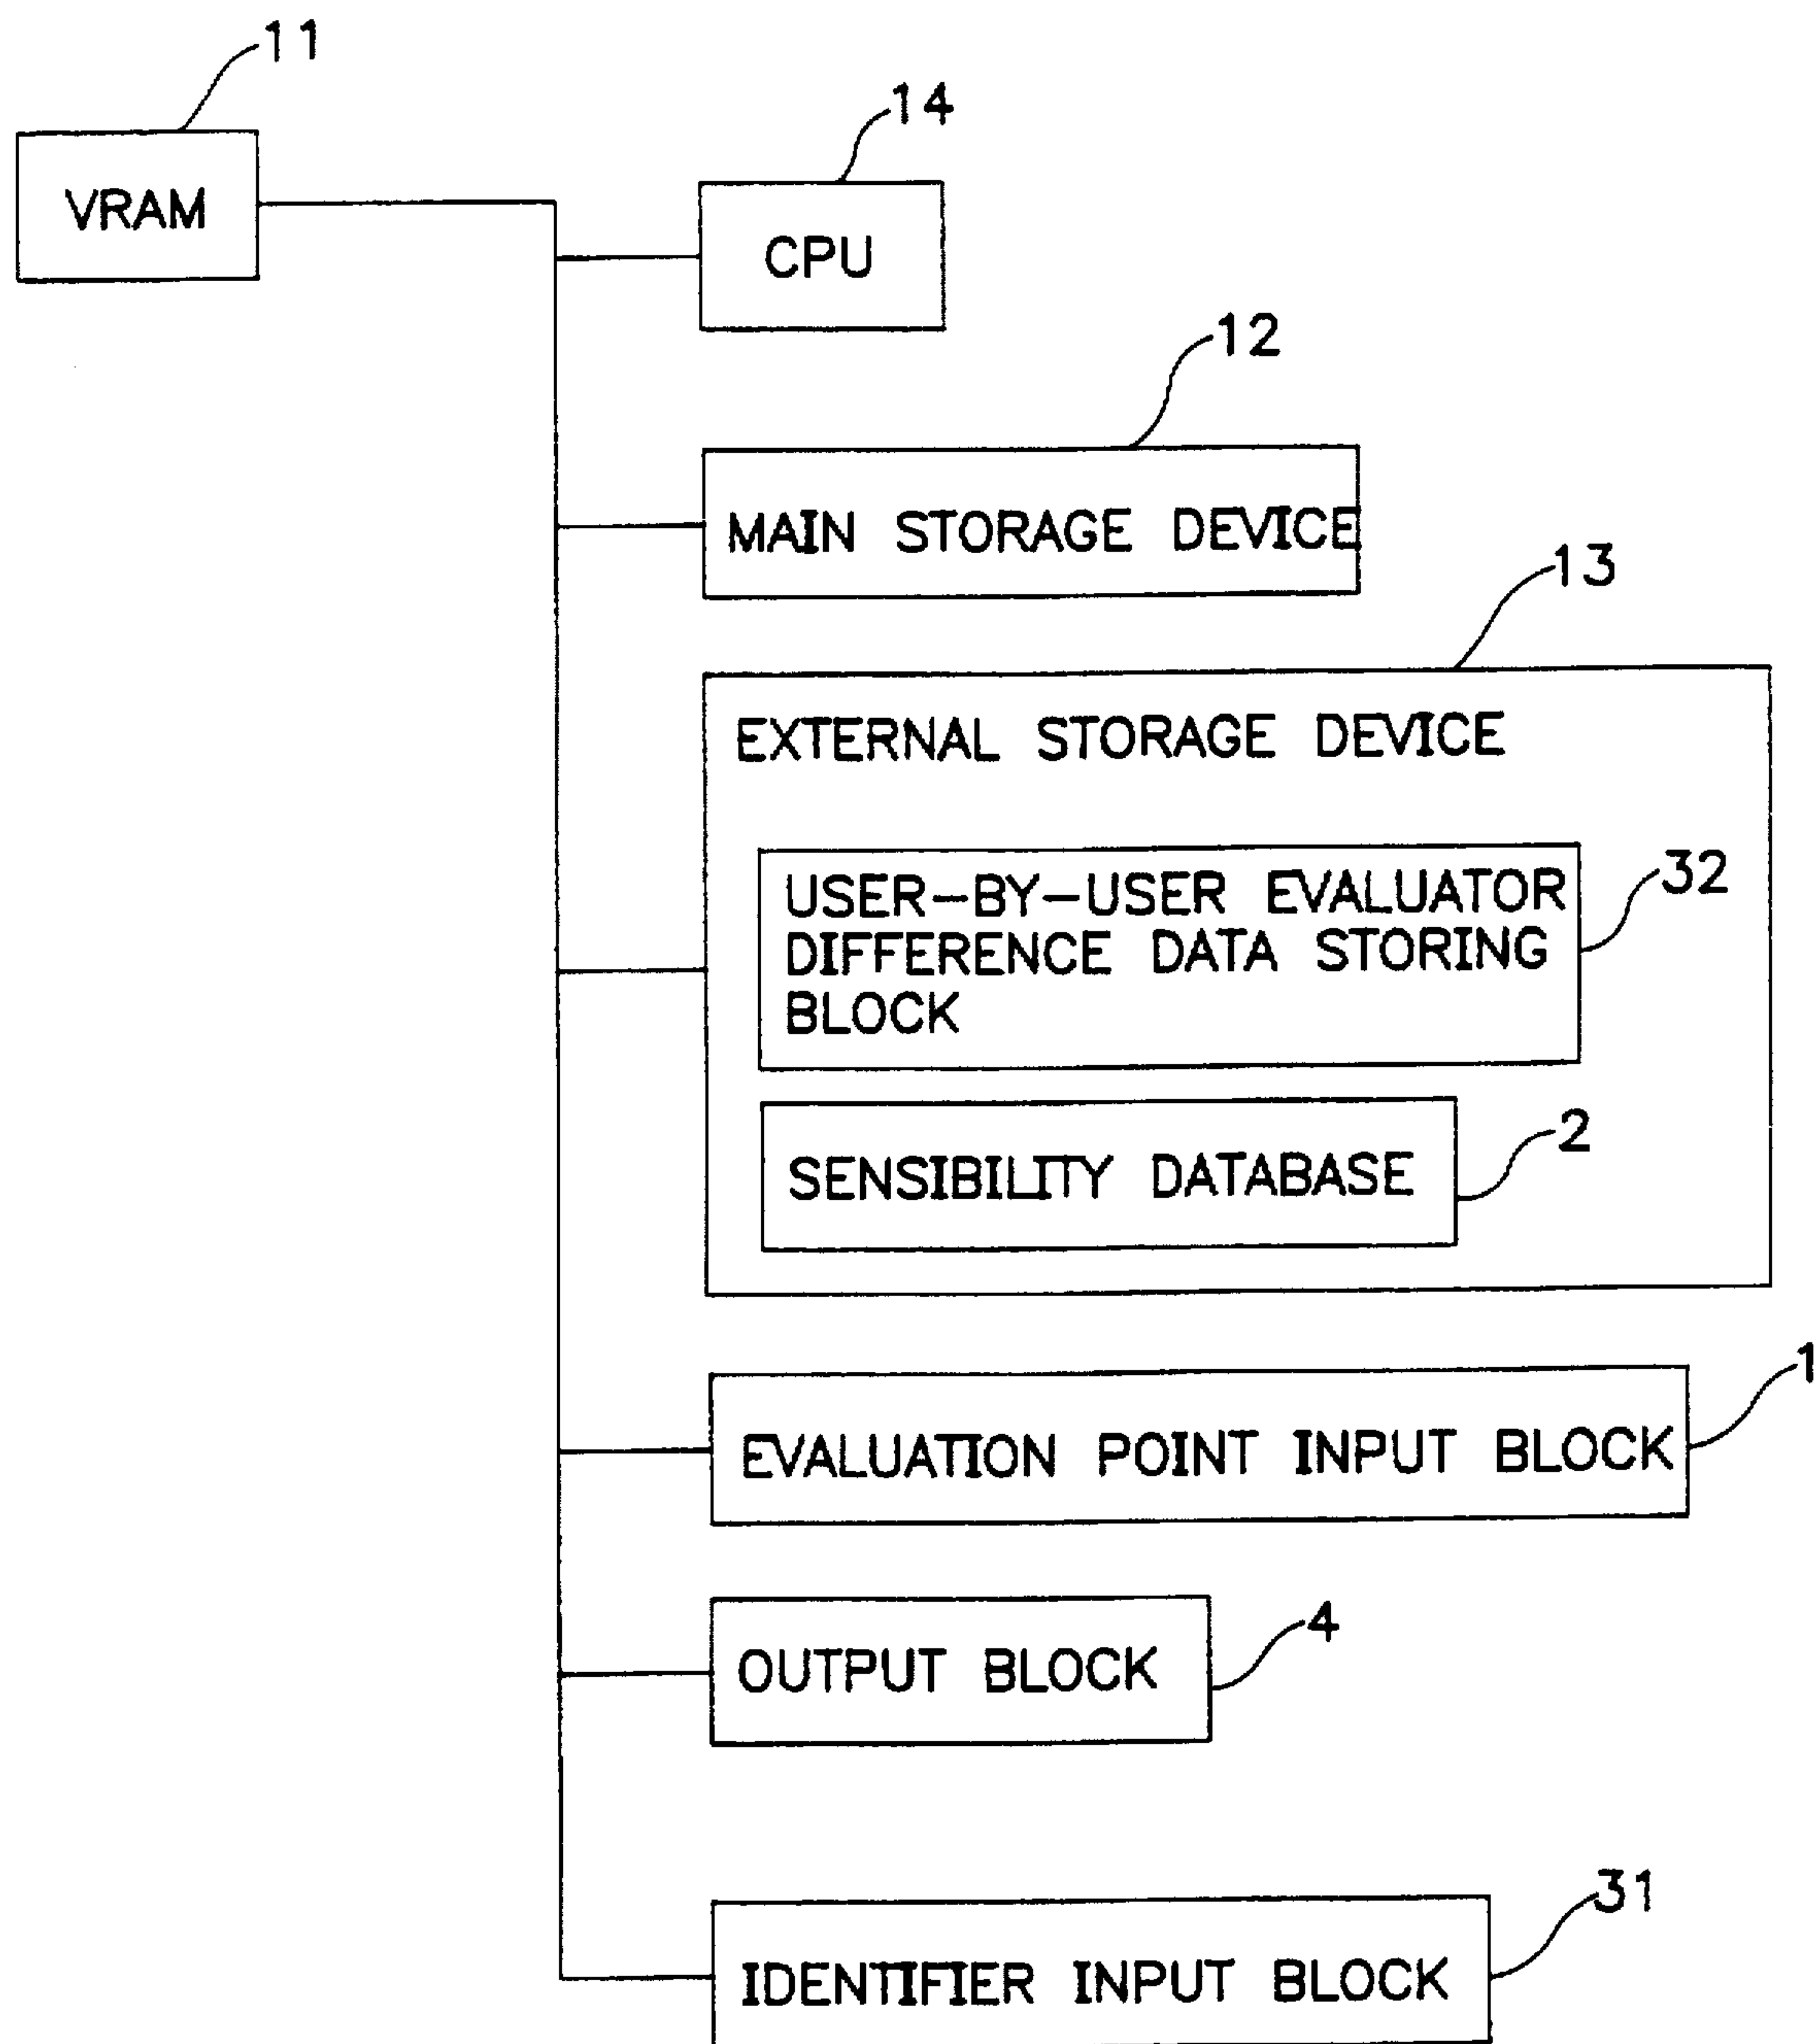 11
VRAM
14
CPU
12
MAIN STORAGE DEVICE
13
EXTERNAL STORAGE DEVICE
32
USER-BY-USER EVALUATOR
DIFFERENCE DATA STORING
BLOCK
2
SENSIBILITY DATABASE
1
EVALUATION POINT INPUT BLOCK
4
OUTPUT BLOCK
31
IDENTIFIER INPUT BLOCK